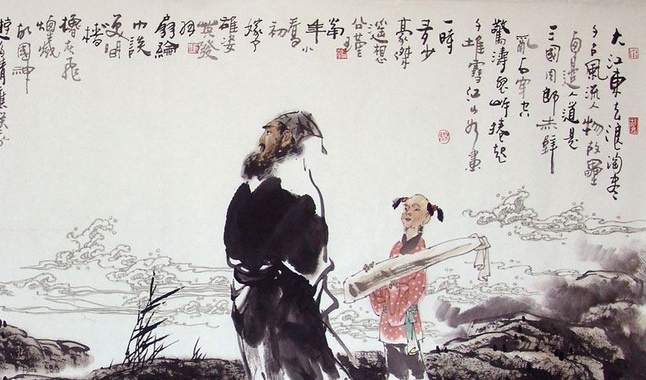 大江東去浪淘盡
千古風流人物故壘
西邊人道是
三國周郎赤壁
亂石穿空
驚濤拍岸捲起
千堆雪江山如畫
一時
多少
豪傑
遙想
公瑾
當
年小
喬
初
嫁了
雄姿
英發
羽
扇綸
巾談
笑間
檣
櫓灰飛
煙滅
故國神